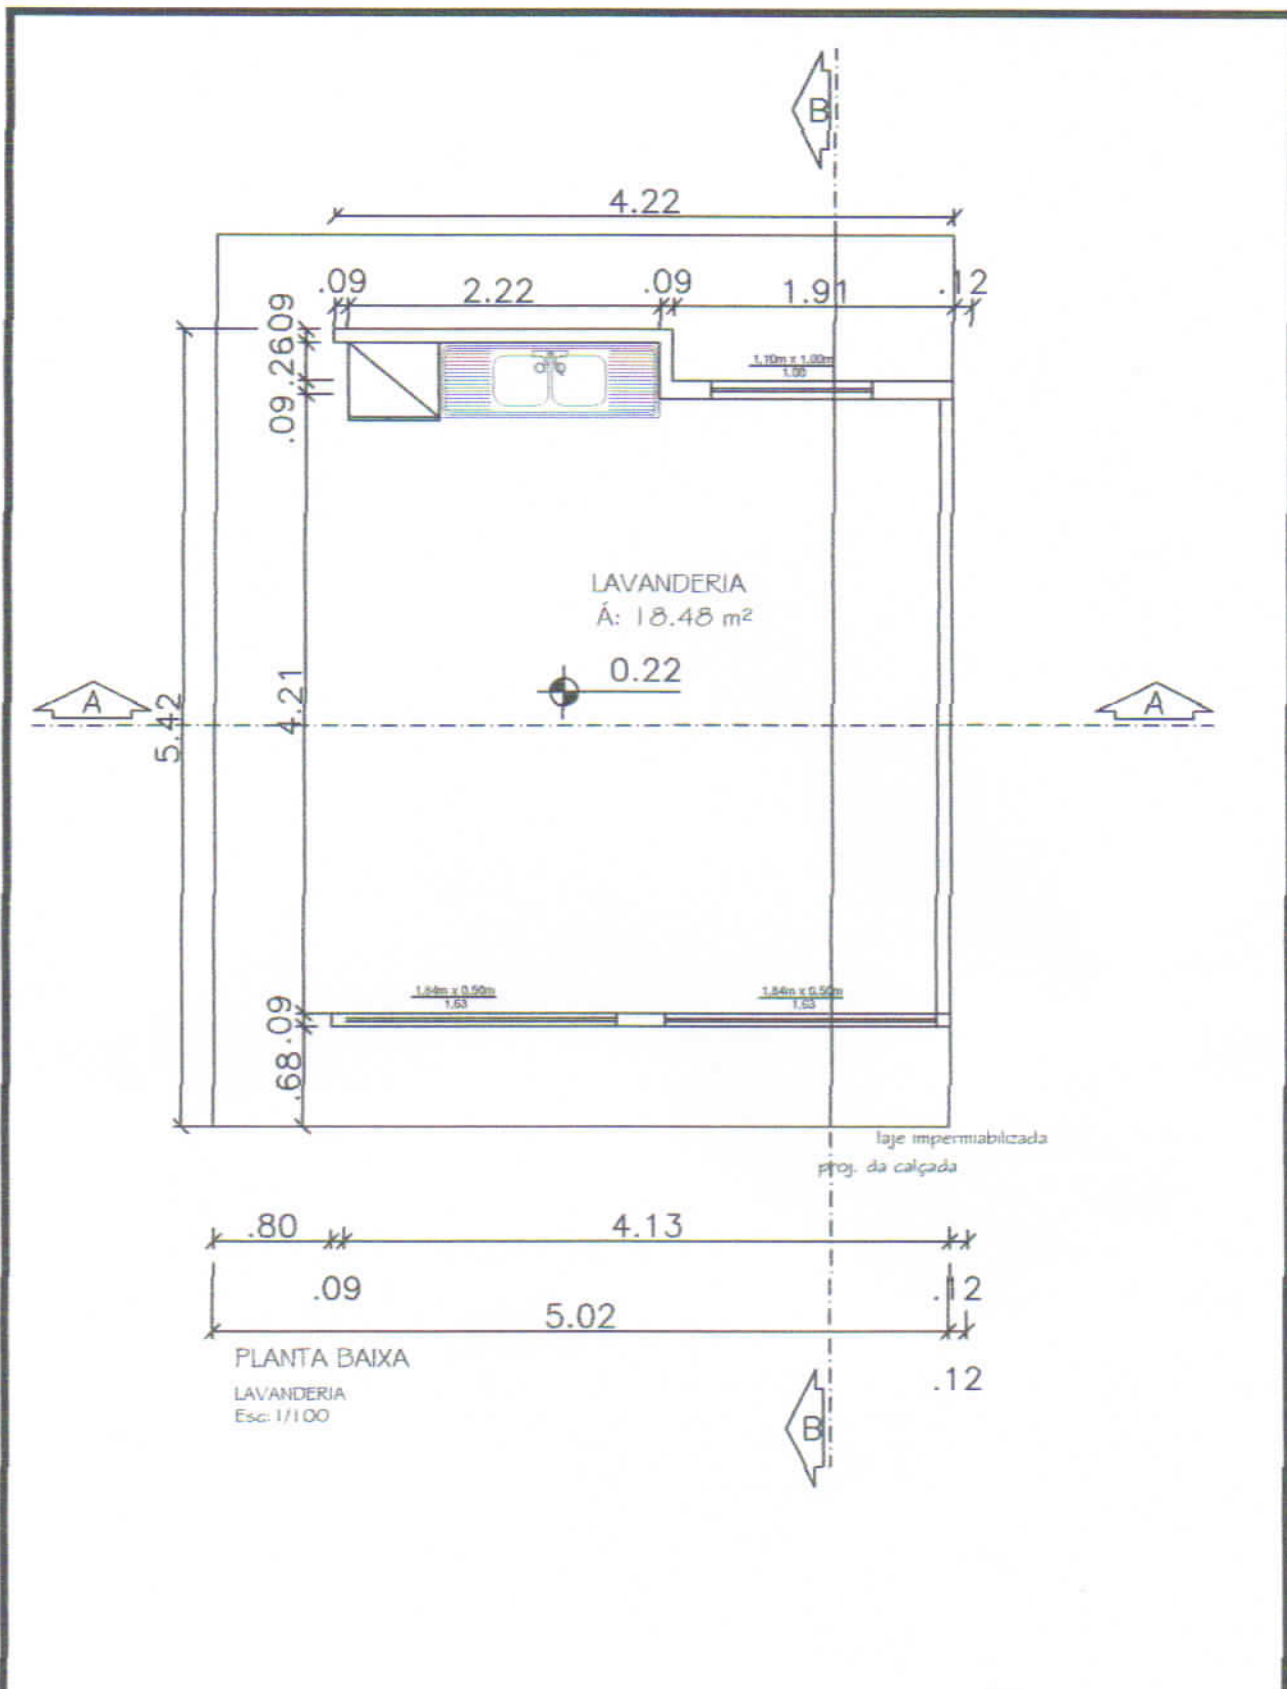 B
4.22
.09
2.22
.09
1.91
.12
.09
.26
.09
1.10m x 1.00m
1.00
LAVANDERIA
Á: 18.48 m²
0.22
A
A
5.42
4.21
1.84m x 0.50m
1.63
1.84m x 0.50m
1.63
.09
.68
laje impermiabilizada
proj. da calçada
.80
4.13
.09
.12
5.02
.12
PLANTA BAIXA
LAVANDERIA
Esc: 1/100
B